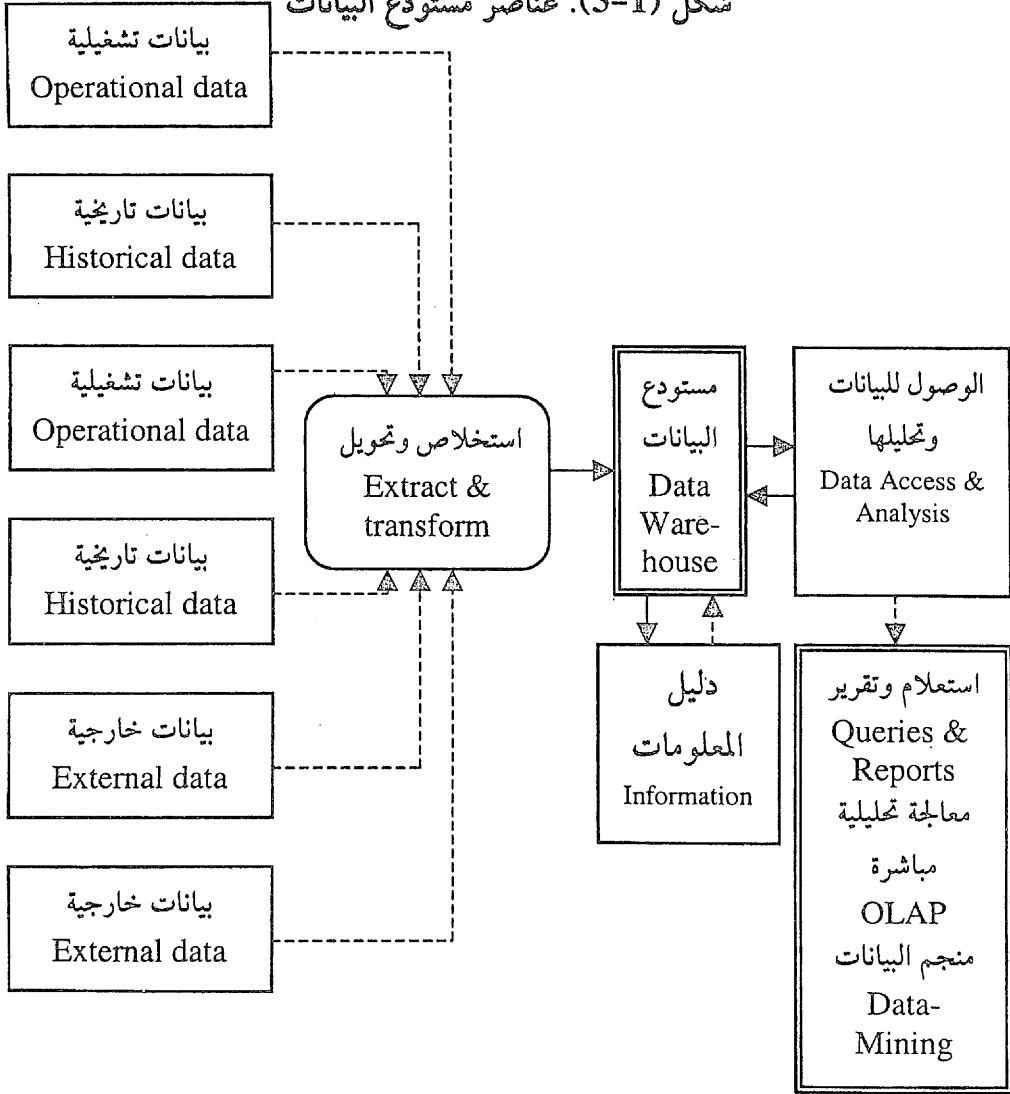 شكل (1-3). عناصر مستودع البيانات
بيانات تشغيلية
Operational data
بيانات تاريخية
Historical data
بيانات تشغيلية
Operational data
بيانات تاريخية
Historical data
بيانات خارجية
External data
بيانات خارجية
External data
استخلاص وتحويل
Extract &
transform
مستودع
البيانات
Data
Ware-
house
الوصول للبيانات
وتحليلها
Data Access &
Analysis
دليل
المعلومات
Information
استعلام وتقرير
Queries &
Reports
معالجة تحليلية
مباشرة
OLAP
منجم البيانات
Data-
Mining